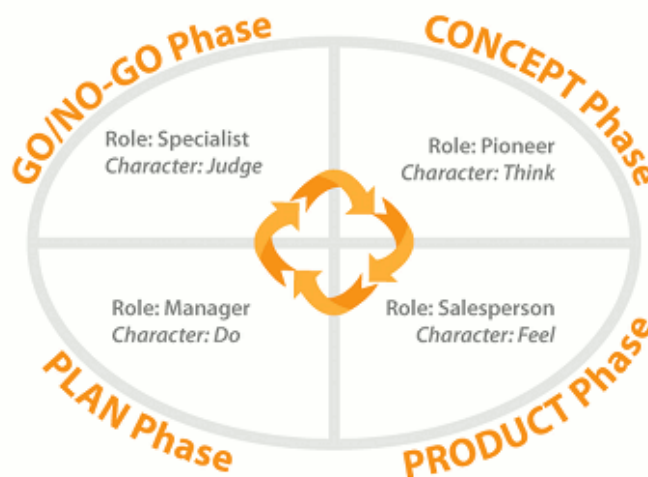 GO/NO-GO Phase
CONCEPT Phase
Role: Specialist
Character: Judge
Role: Pioneer
Character: Think
Role: Manager
Character: Do
Role: Salesperson
Character: Feel
PLAN Phase
PRODUCT Phase